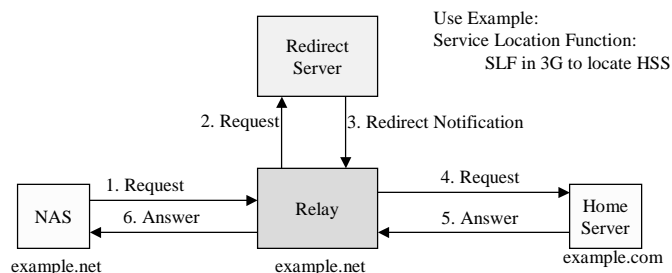 Use Example:
Service Location Function:
SLF in 3G to locate HSS
Redirect
Server
2. Request
3. Redirect Notification
1. Request
4. Request
NAS
6. Answer
Relay
5. Answer
Home
Server
example.net
example.net
example.com